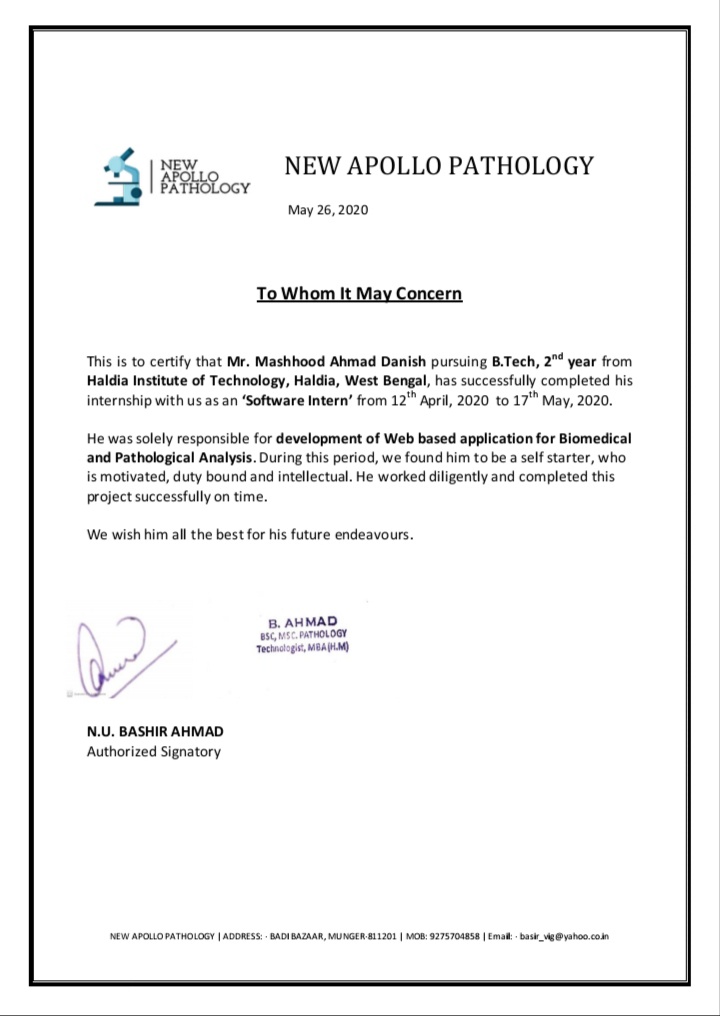 NEW
APOLLO
PATHOLOGY
NEW APOLLO PATHOLOGY
May 26, 2020
To Whom It May Concern
This is to certify that Mr. Mashhood Ahmad Danish pursuing B.Tech, 2nd year from
Haldia Institute of Technology, Haldia, West Bengal, has successfully completed his
internship with us as an ‘Software Intern’ from 12th April, 2020 to 17th May, 2020.
He was solely responsible for development of Web based application for Biomedical
and Pathological Analysis. During this period, we found him to be a self starter, who
is motivated, duty bound and intellectual. He worked diligently and completed this
project successfully on time.
We wish him all the best for his future endeavours.
B. AHMAD
BSC, MSC. PATHOLOGY
Technologist, MBA(H.M)
N.U. BASHIR AHMAD
Authorized Signatory
NEW APOLLO PATHOLOGY | ADDRESS: - BADI BAZAAR, MUNGER-811201 | MOB: 9275704858 | Email: - basir_vig@yahoo.co.in